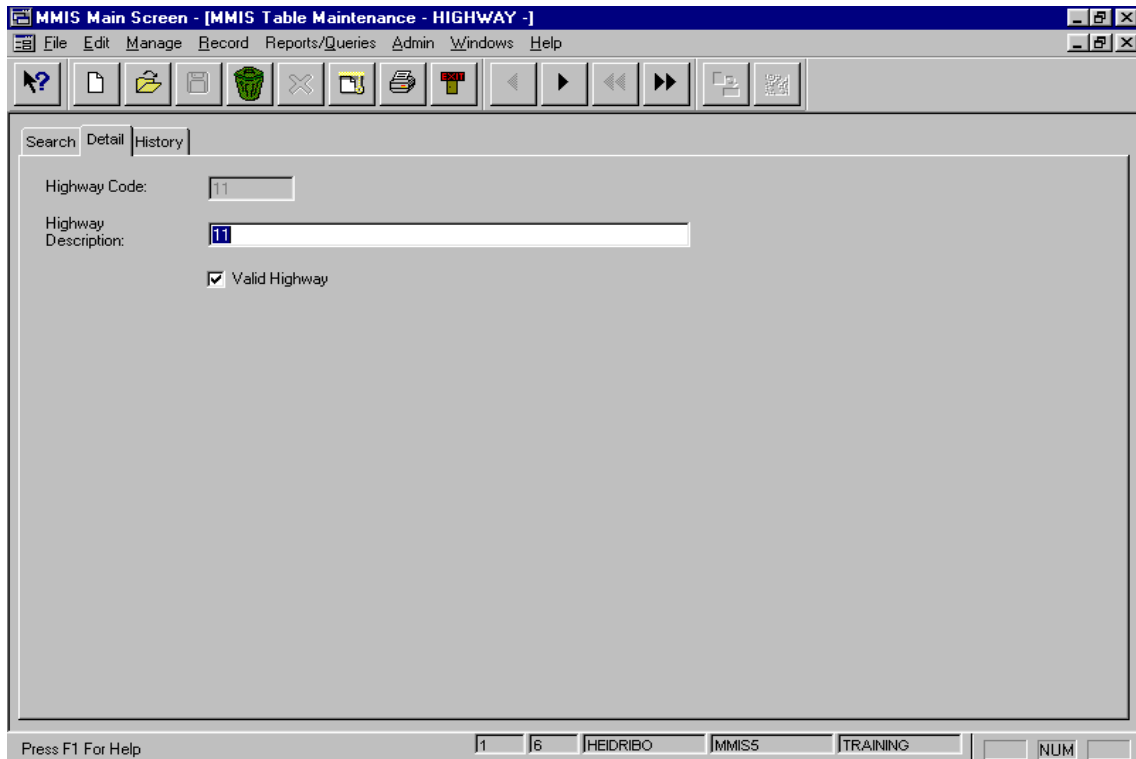 MMIS Main Screen - [MMIS Table Maintenance - HIGHWAY -]
File Edit Manage Record Reports/Queries Admin Windows Help
EXIT
Search Detail History
Highway Code: 11
Highway
Description: 11
Valid Highway
Press F1 For Help 1 6 HEIDRIBO MMIS5 TRAINING NUM